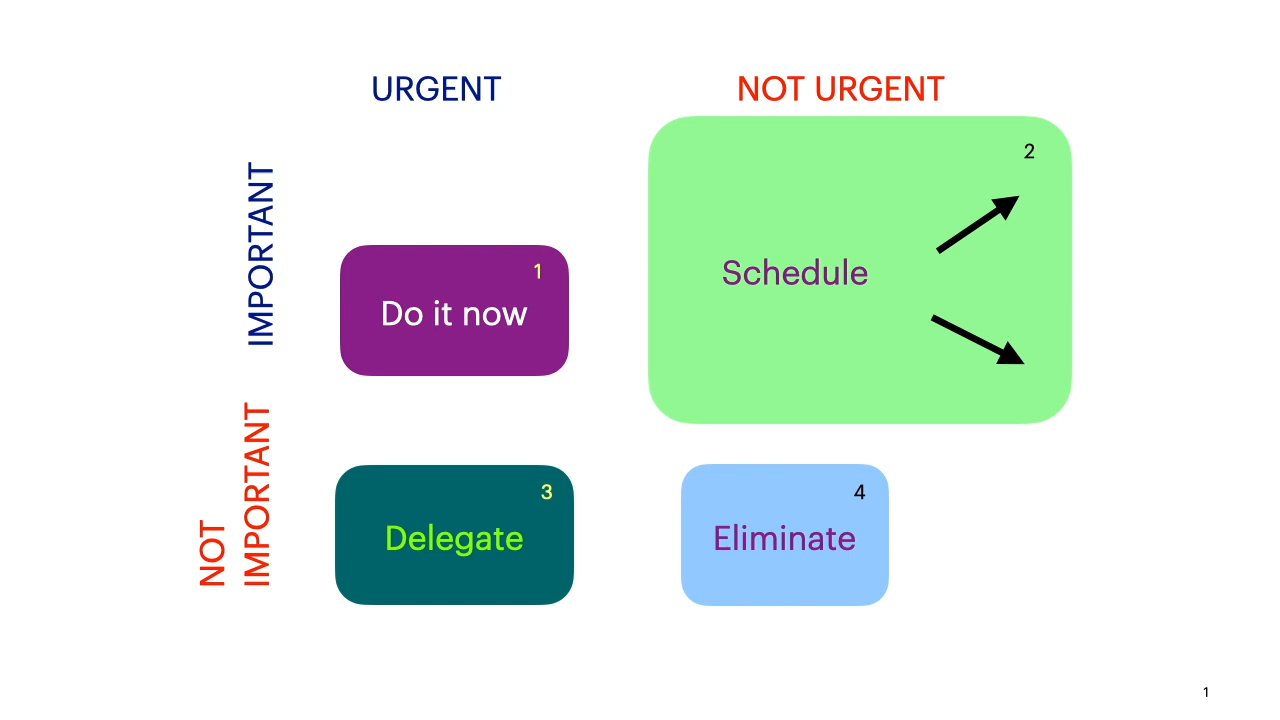 URGENT
NOT URGENT
IMPORTANT
1
Do it now
2
Schedule
NOT
IMPORTANT
3
Delegate
4
Eliminate
1